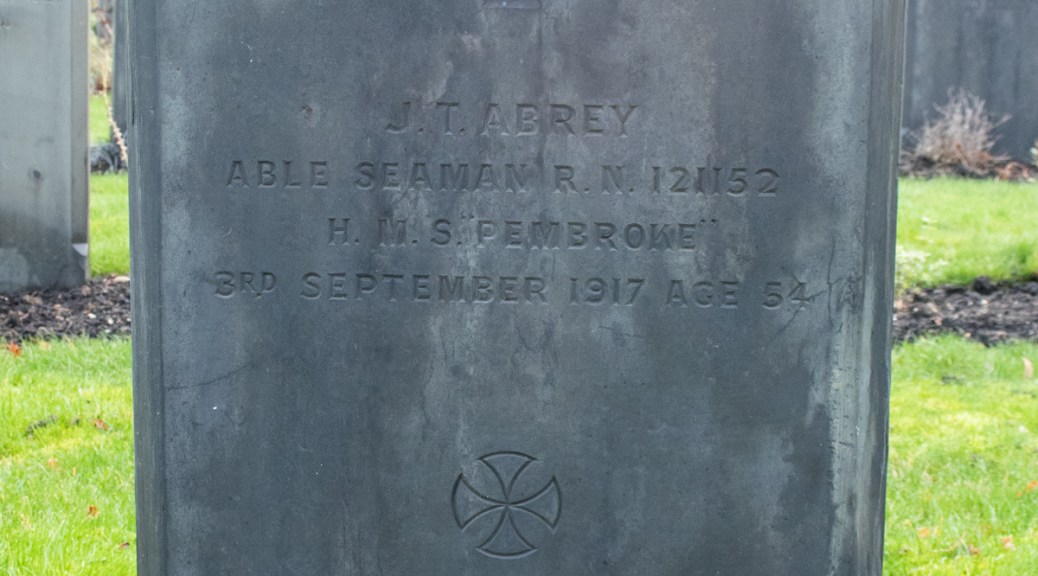 J. T. ABREY
ABLE SEAMAN R. N. 121152
H. M. S. "PEMBROKE"
3RD SEPTEMBER 1917 AGE 54